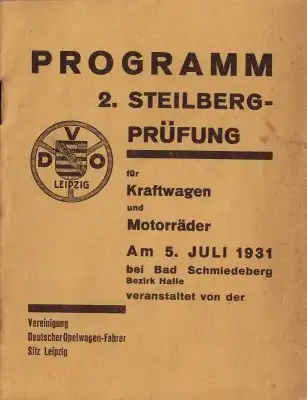 PROGRAMM
2. STEILBERG-
PRÜFUNG
V
D O
LEIPZIG
für
Kraftwagen
und
Motorräder
Am 5. JULI 1931
bei Bad Schmiedeberg
Bezirk Halle
veranstaltet von der
Vereinigung
Deutscher Opelwagen-Fahrer
Sitz Leipzig